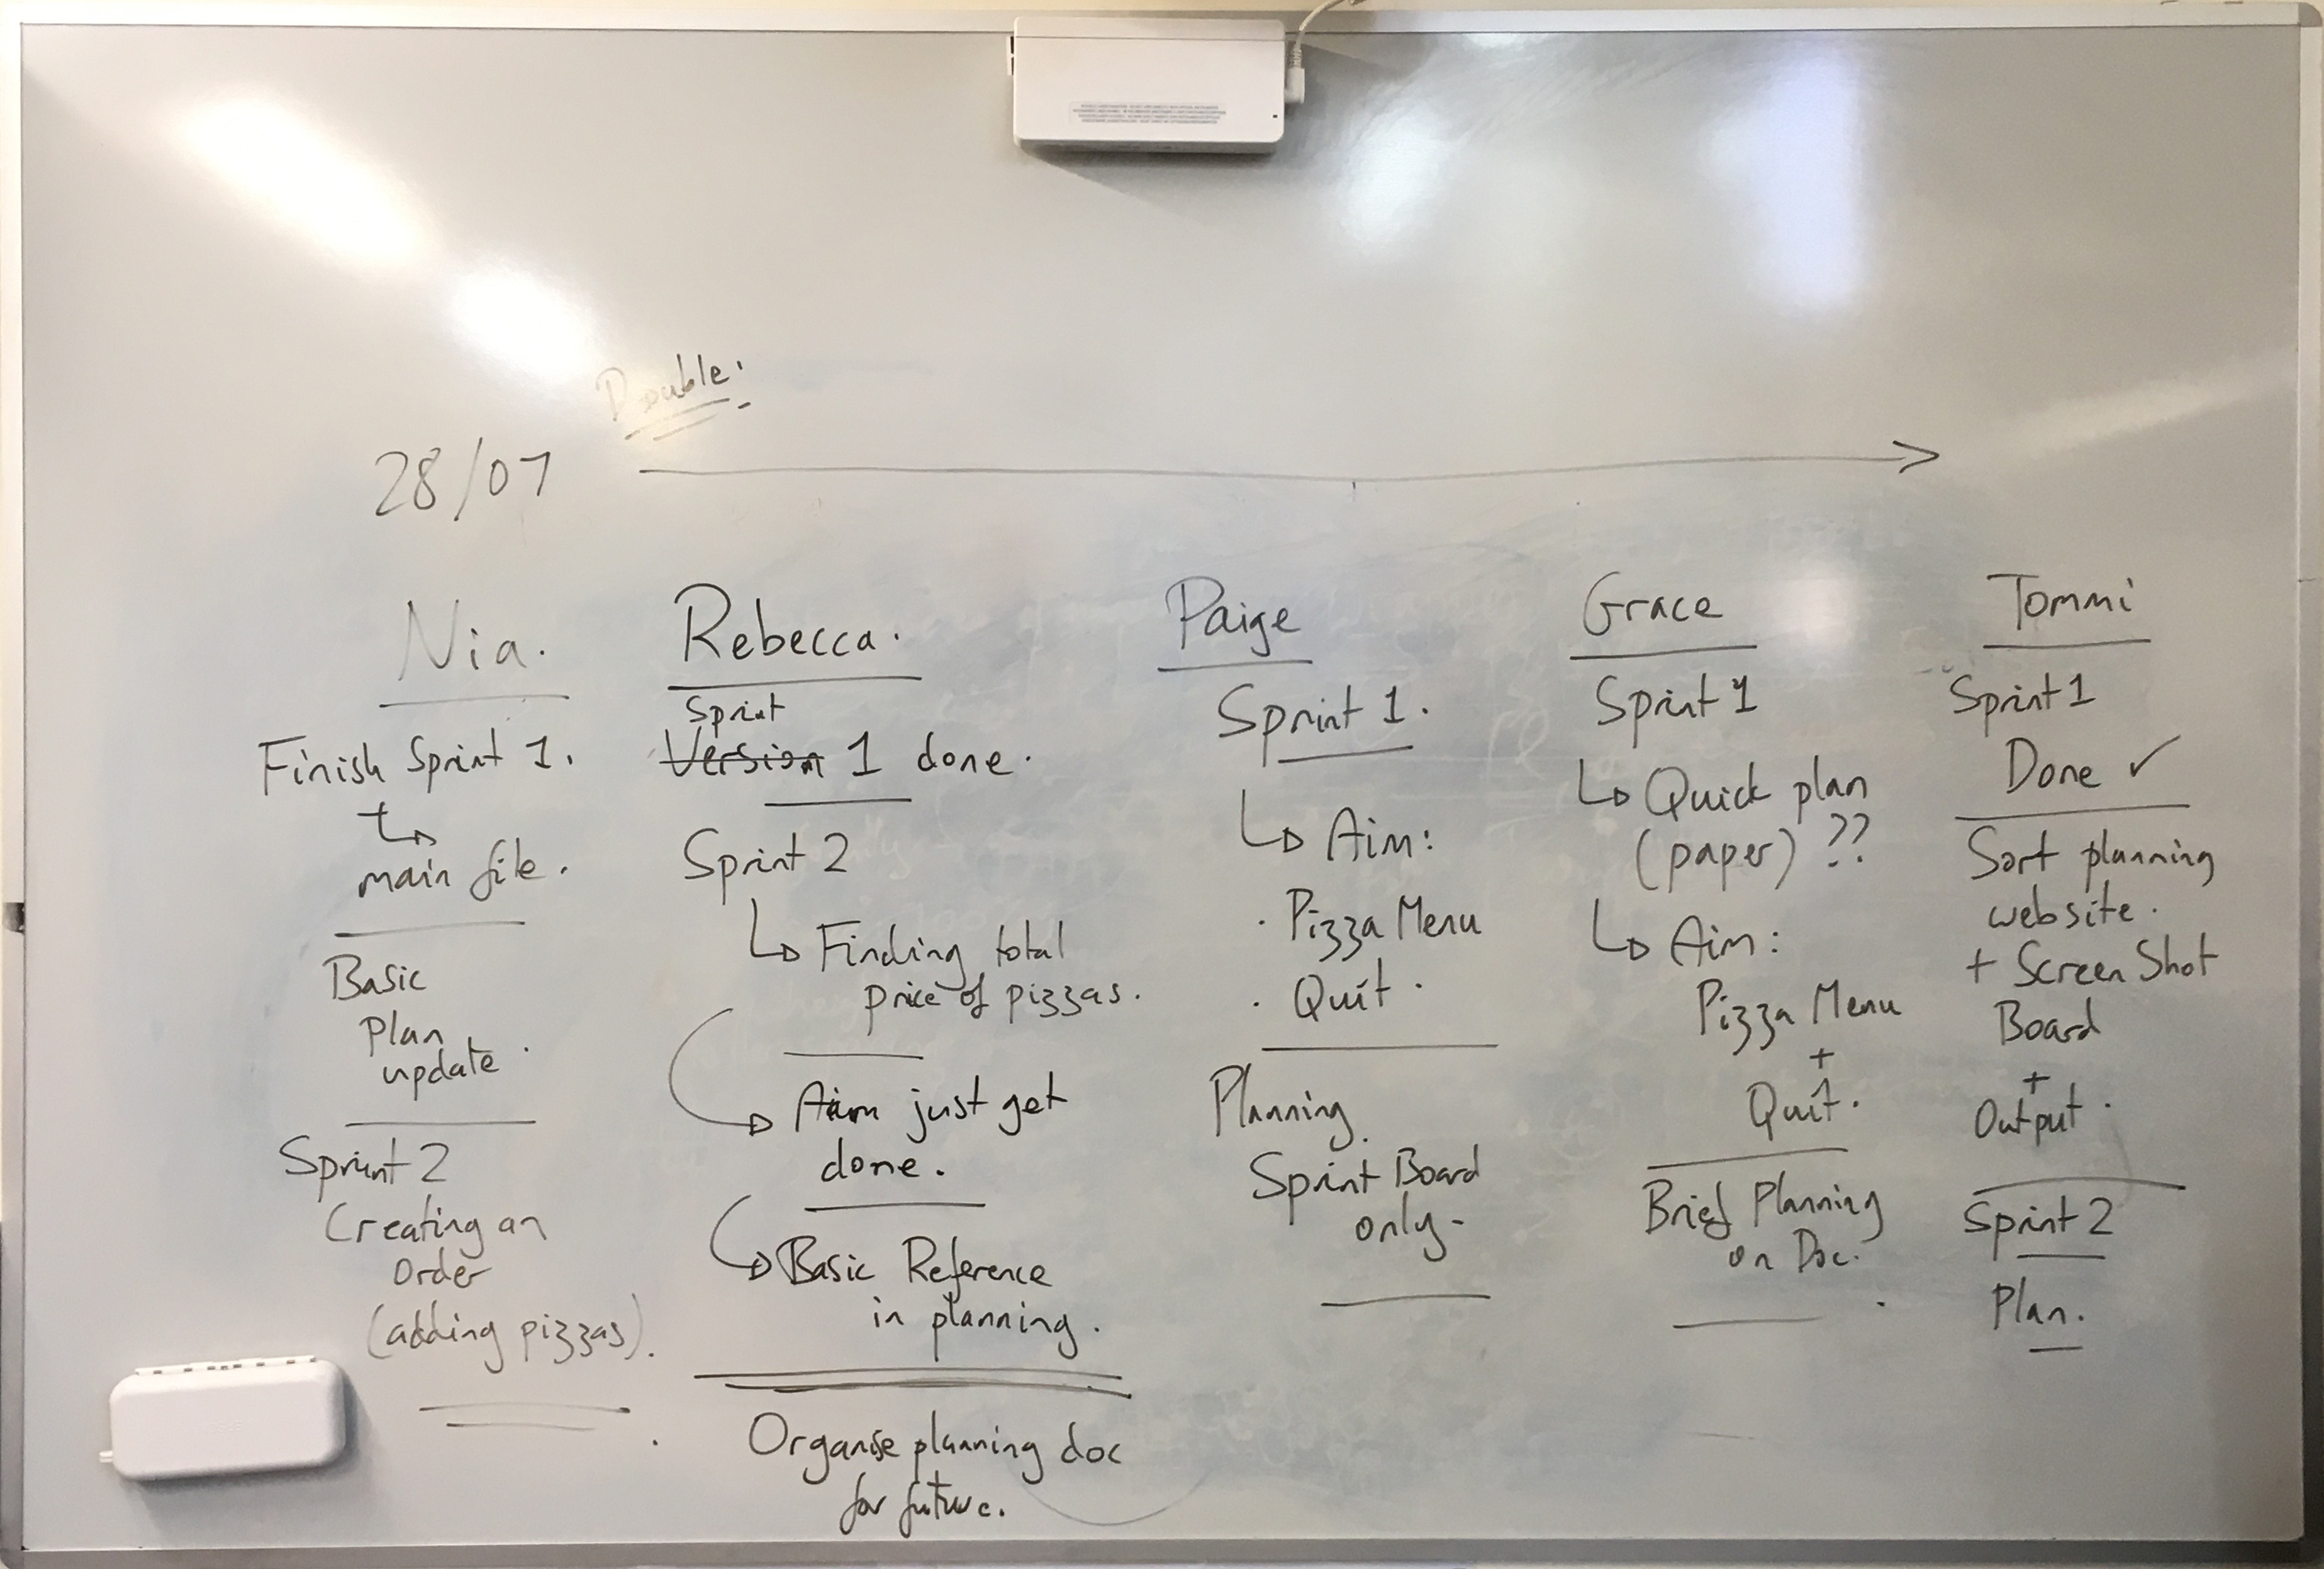 Double:
28/07
Nia.
Finish Sprint 1.
main file.
Basic
Plan
update.
Sprint 2
Creating an
order
(adding pizzas).
Rebecca.
Sprint
Version 1 done.
Sprint 2
Finding total
price of pizzas.
Aim just get
done.
Basic Reference
in planning.
Organise planning doc
for future.
Paige
Sprint 1.
Aim:
· Pizza Menu
· Quit.
Planning
Sprint Board
only-
Grace
Sprint 1
Quick plan
(paper) ??
Aim:
Pizza Menu
+
Quit.
Brief Planning
on Doc.
Tommi
Sprint 1
Done ✓
Sort planning
website.
+ Screen Shot
Board
+
Output.
Sprint 2
Plan.